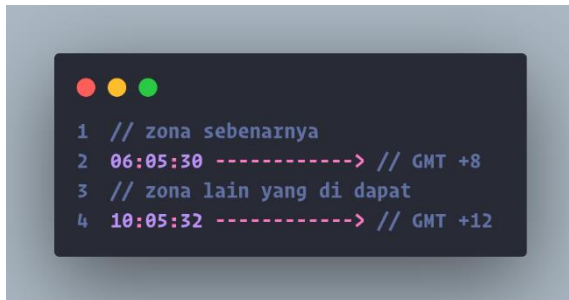 1 // zona sebenarnya
2 06:05:30 ------------> // GMT +8
3 // zona lain yang di dapat
4 10:05:32 ------------> // GMT +12